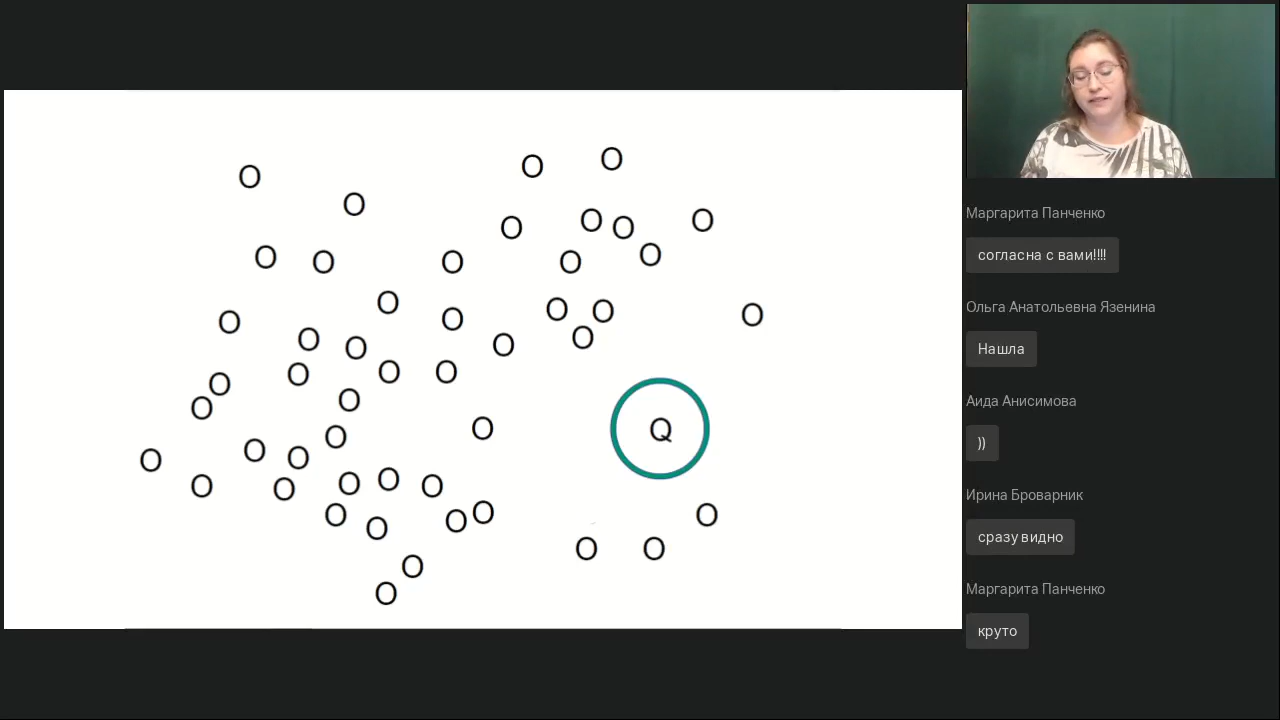 O O O
O
O O O O
O O O O O
O O O O O O
O O O O
O O O O
O O
O O Q
O O O
O O O O O
O O O O O
O O
O
O
Маргарита Панченко
согласна с вами!!!!
Ольга Анатольевна Язенина
Нашла
Аида Анисимова
))
Ирина Броварник
сразу видно
Маргарита Панченко
круто